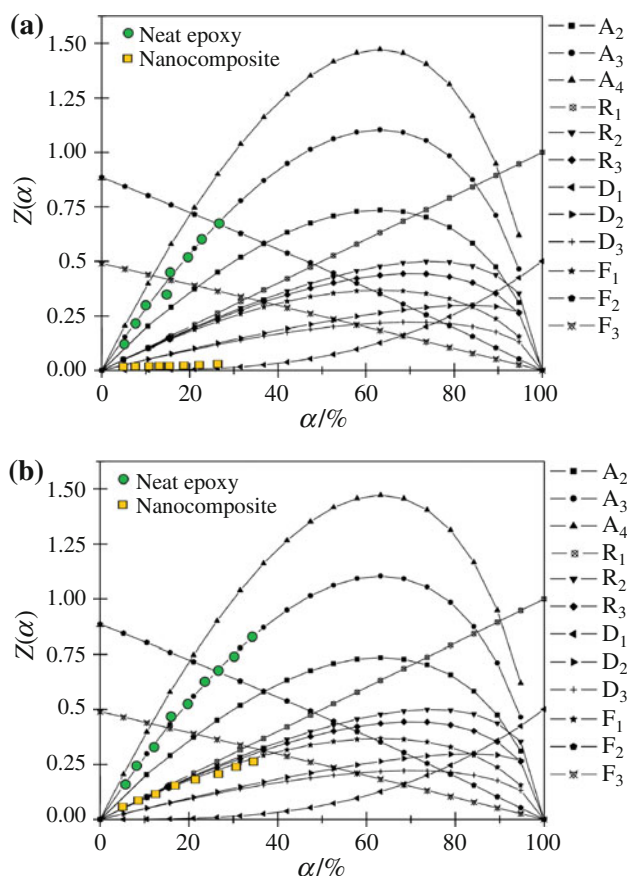 (a)
Neat epoxy
Nanocomposite
1.50
1.25
1.00
0.75
0.5
0.25
0.00
Z(α)
0
20
40
60
80
100
α/%
A2
A3
A4
R1
R2
R3
D1
D2
D3
F1
F2
F3
(b)
Neat epoxy
Nanocomposite
1.50
1.25
1.00
0.75
0.5
0.25
0.00
Z(α)
0
20
40
60
80
100
α/%
A2
A3
A4
R1
R2
R3
D1
D2
D3
F1
F2
F3